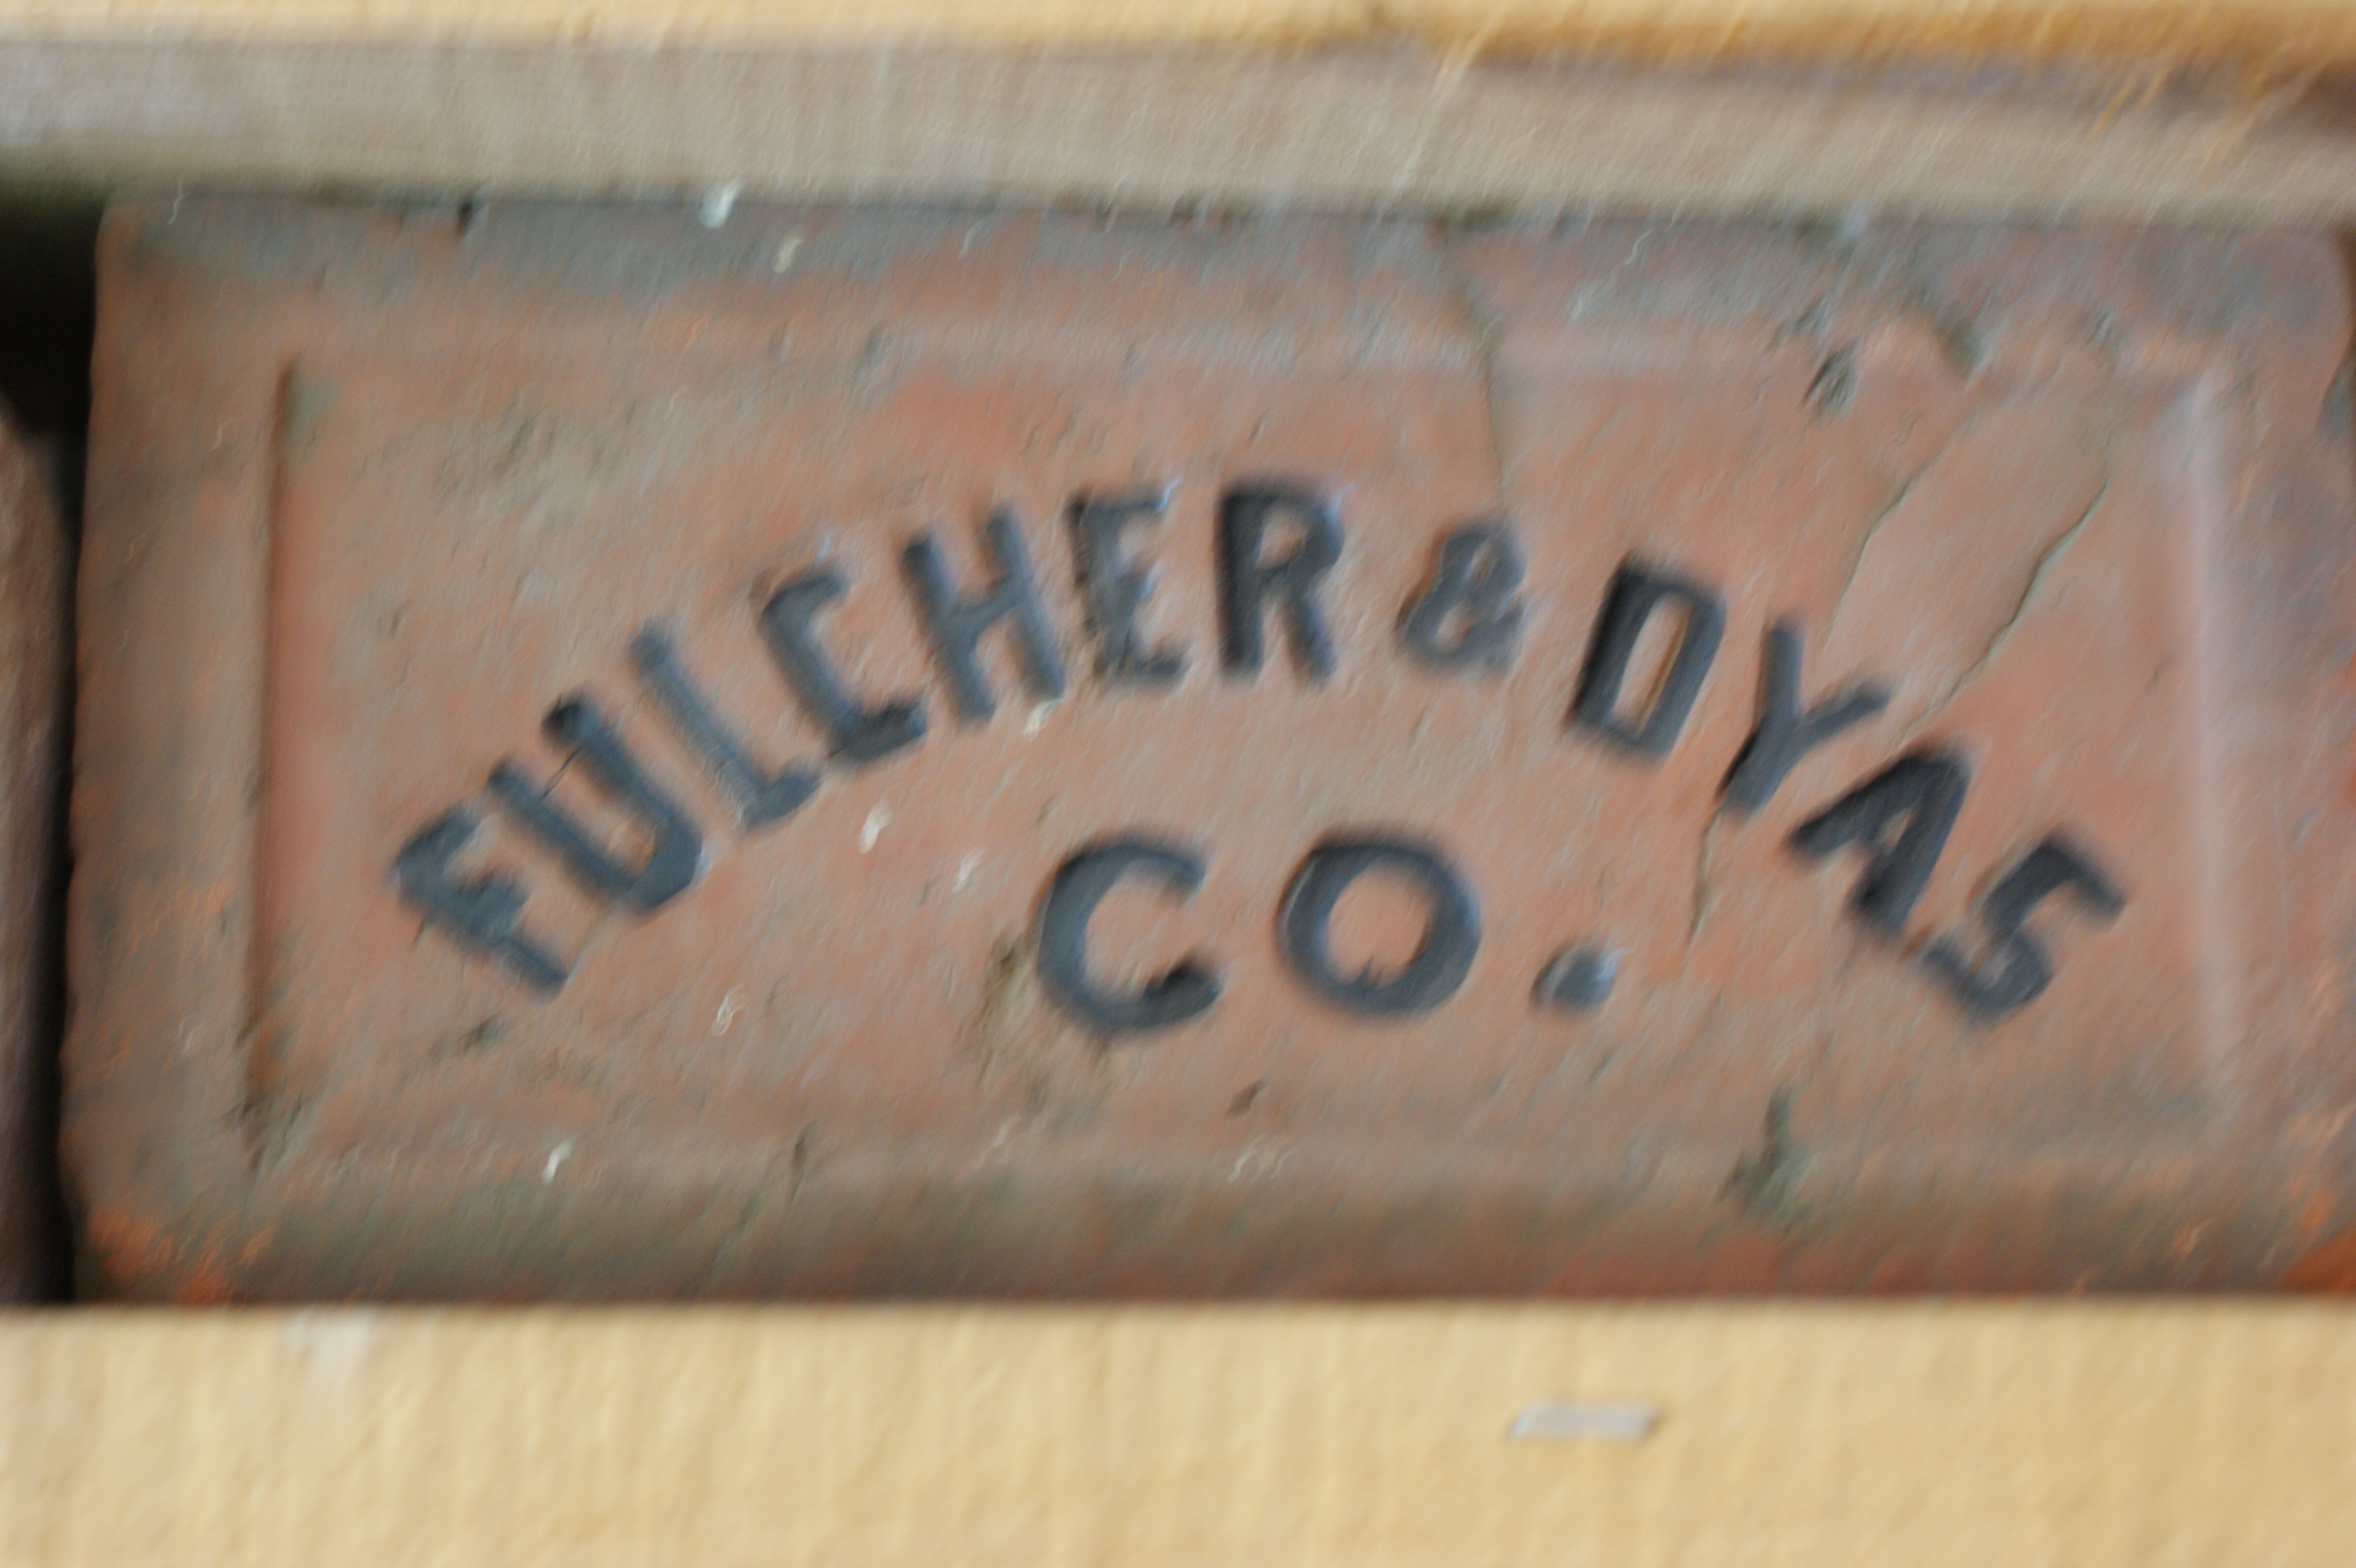 FULCHER & DYAS
CO.